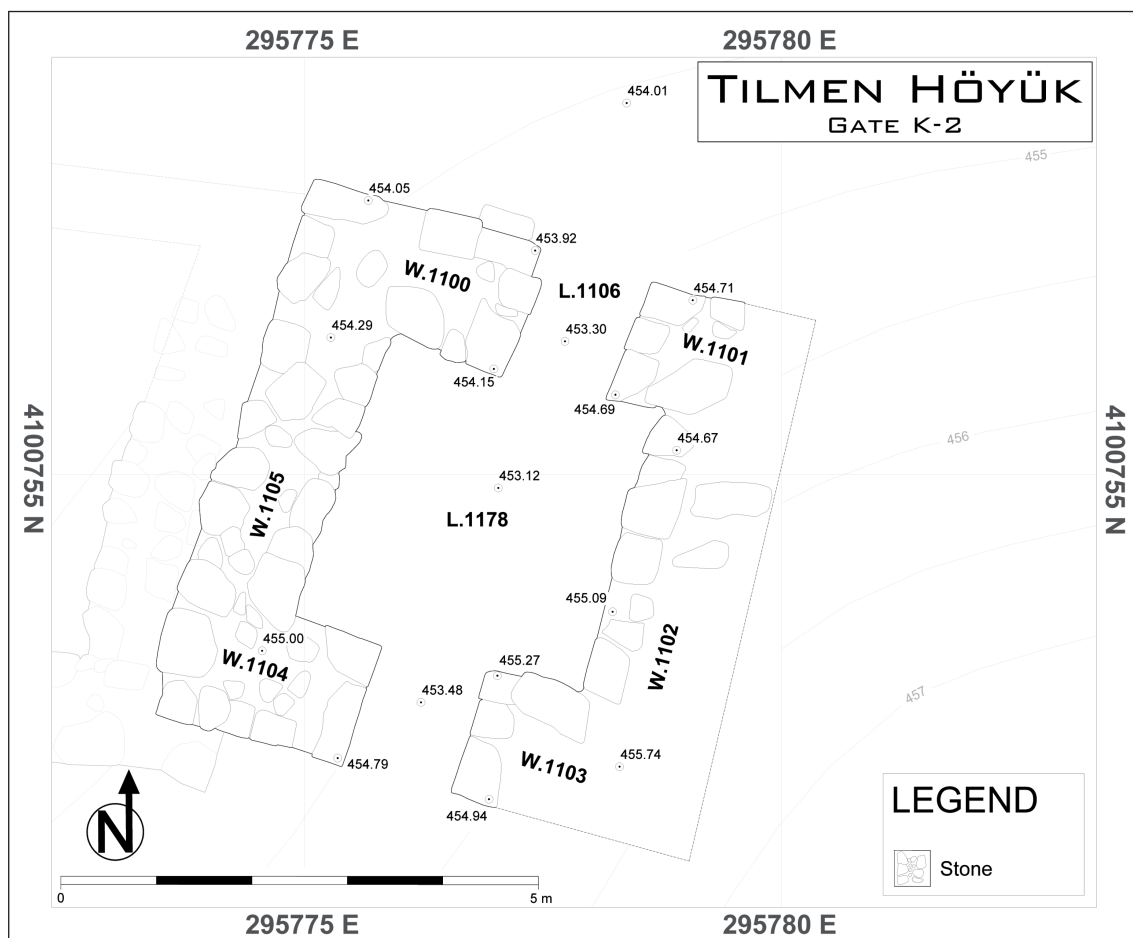 295775 E
295780 E
TILMEN HÖYÜK
GATE K-2
454.01
455
454.05
453.92
W.1100
L.1106
454.71
454.29
453.30
W.1101
454.15
454.69
4100755 N
4100755 N
456
454.67
453.12
W.1105
L.1178
455.09
455.00
W.1104
W.1102
455.27
453.48
457
454.79
W.1103
455.74
454.94
N
LEGEND
Stone
0
5 m
295775 E
295780 E